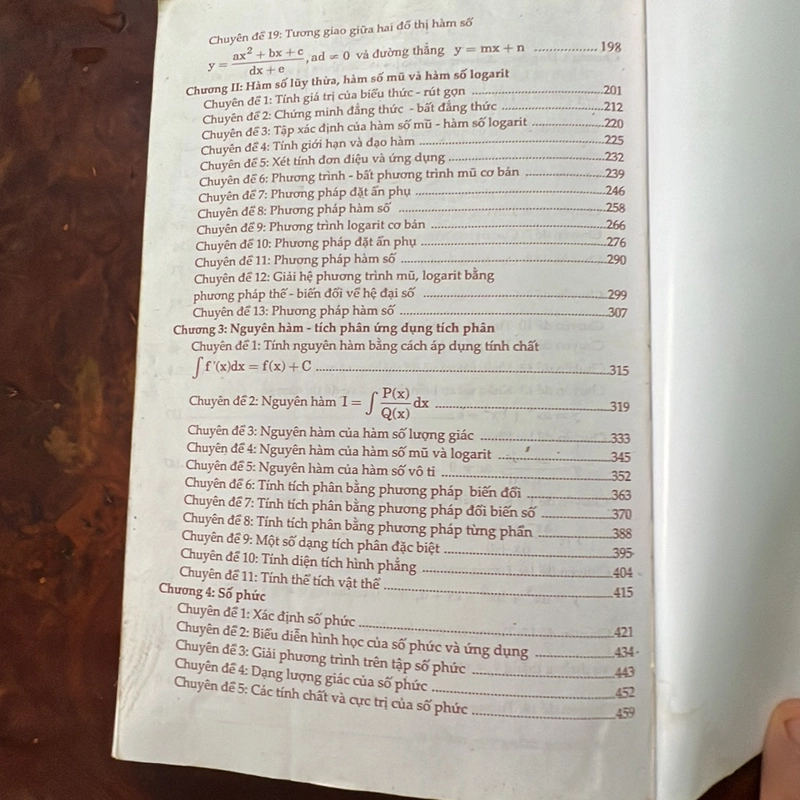 Chuyên đề 19: Tương giao giữa hai đồ thị hàm số
y = (ax² + bx + c)/(dx + e), ad ≠ 0 và đường thẳng y = mx + n ................. 198
Chương II: Hàm số lũy thừa, hàm số mũ và hàm số logarit
Chuyên đề 1: Tính giá trị của biểu thức - rút gọn ................. 201
Chuyên đề 2: Chứng minh đẳng thức - bất đẳng thức ................. 212
Chuyên đề 3: Tập xác định của hàm số mũ - hàm số logarit ................. 220
Chuyên đề 4: Tính giới hạn và đạo hàm ................. 225
Chuyên đề 5: Xét tính đơn điệu và ứng dụng ................. 232
Chuyên đề 6: Phương trình - bất phương trình mũ cơ bản ................. 239
Chuyên đề 7: Phương pháp đặt ẩn phụ ................. 246
Chuyên đề 8: Phương pháp hàm số ................. 258
Chuyên đề 9: Phương trình logarit cơ bản ................. 266
Chuyên đề 10: Phương pháp đặt ẩn phụ ................. 276
Chuyên đề 11: Phương pháp hàm số ................. 290
Chuyên đề 12: Giải hệ phương trình mũ, logarit bằng
phương pháp thế - biến đổi về hệ đại số ................. 299
Chuyên đề 13: Phương pháp hàm số ................. 307
Chương 3: Nguyên hàm - tích phân ứng dụng tích phân
Chuyên đề 1: Tính nguyên hàm bằng cách áp dụng tính chất
∫f'(x)dx = f(x) + C ................. 315
Chuyên đề 2: Nguyên hàm I = ∫P(x)/Q(x) dx ................. 319
Chuyên đề 3: Nguyên hàm của hàm số lượng giác ................. 333
Chuyên đề 4: Nguyên hàm của hàm số mũ và logarit ................. 345
Chuyên đề 5: Nguyên hàm của hàm số vô tỉ ................. 352
Chuyên đề 6: Tính tích phân bằng phương pháp biến đổi ................. 363
Chuyên đề 7: Tính tích phân bằng phương pháp đổi biến số ................. 370
Chuyên đề 8: Tính tích phân bằng phương pháp từng phần ................. 388
Chuyên đề 9: Một số dạng tích phân đặc biệt ................. 395
Chuyên đề 10: Tính diện tích hình phẳng ................. 404
Chuyên đề 11: Tính thể tích vật thể ................. 415
Chương 4: Số phức
Chuyên đề 1: Xác định số phức ................. 421
Chuyên đề 2: Biểu diễn hình học của số phức và ứng dụng ................. 434
Chuyên đề 3: Giải phương trình trên tập số phức ................. 443
Chuyên đề 4: Dạng lượng giác của số phức ................. 452
Chuyên đề 5: Các tính chất và cực trị của số phức ................. 459